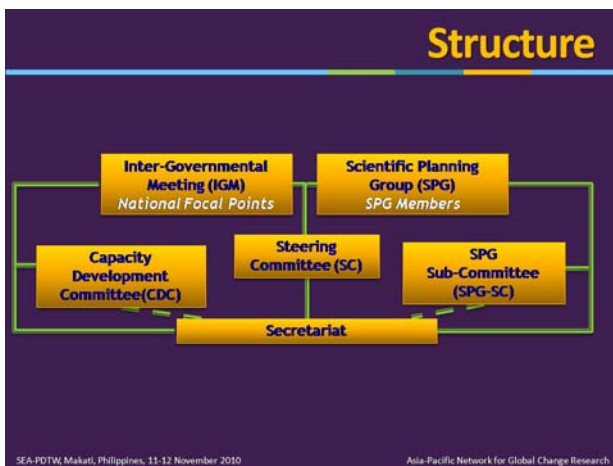 Structure
Inter-Governmental
Meeting (IGM)
National Focal Points
Scientific Planning
Group (SPG)
SPG Members
Capacity
Development
Committee(CDC)
Steering
Committee (SC)
SPG
Sub-Committee
(SPG-SC)
Secretariat
SEA-PDTW, Makati, Philippines, 11-12 November 2010
Asia-Pacific Network for Global Change Research